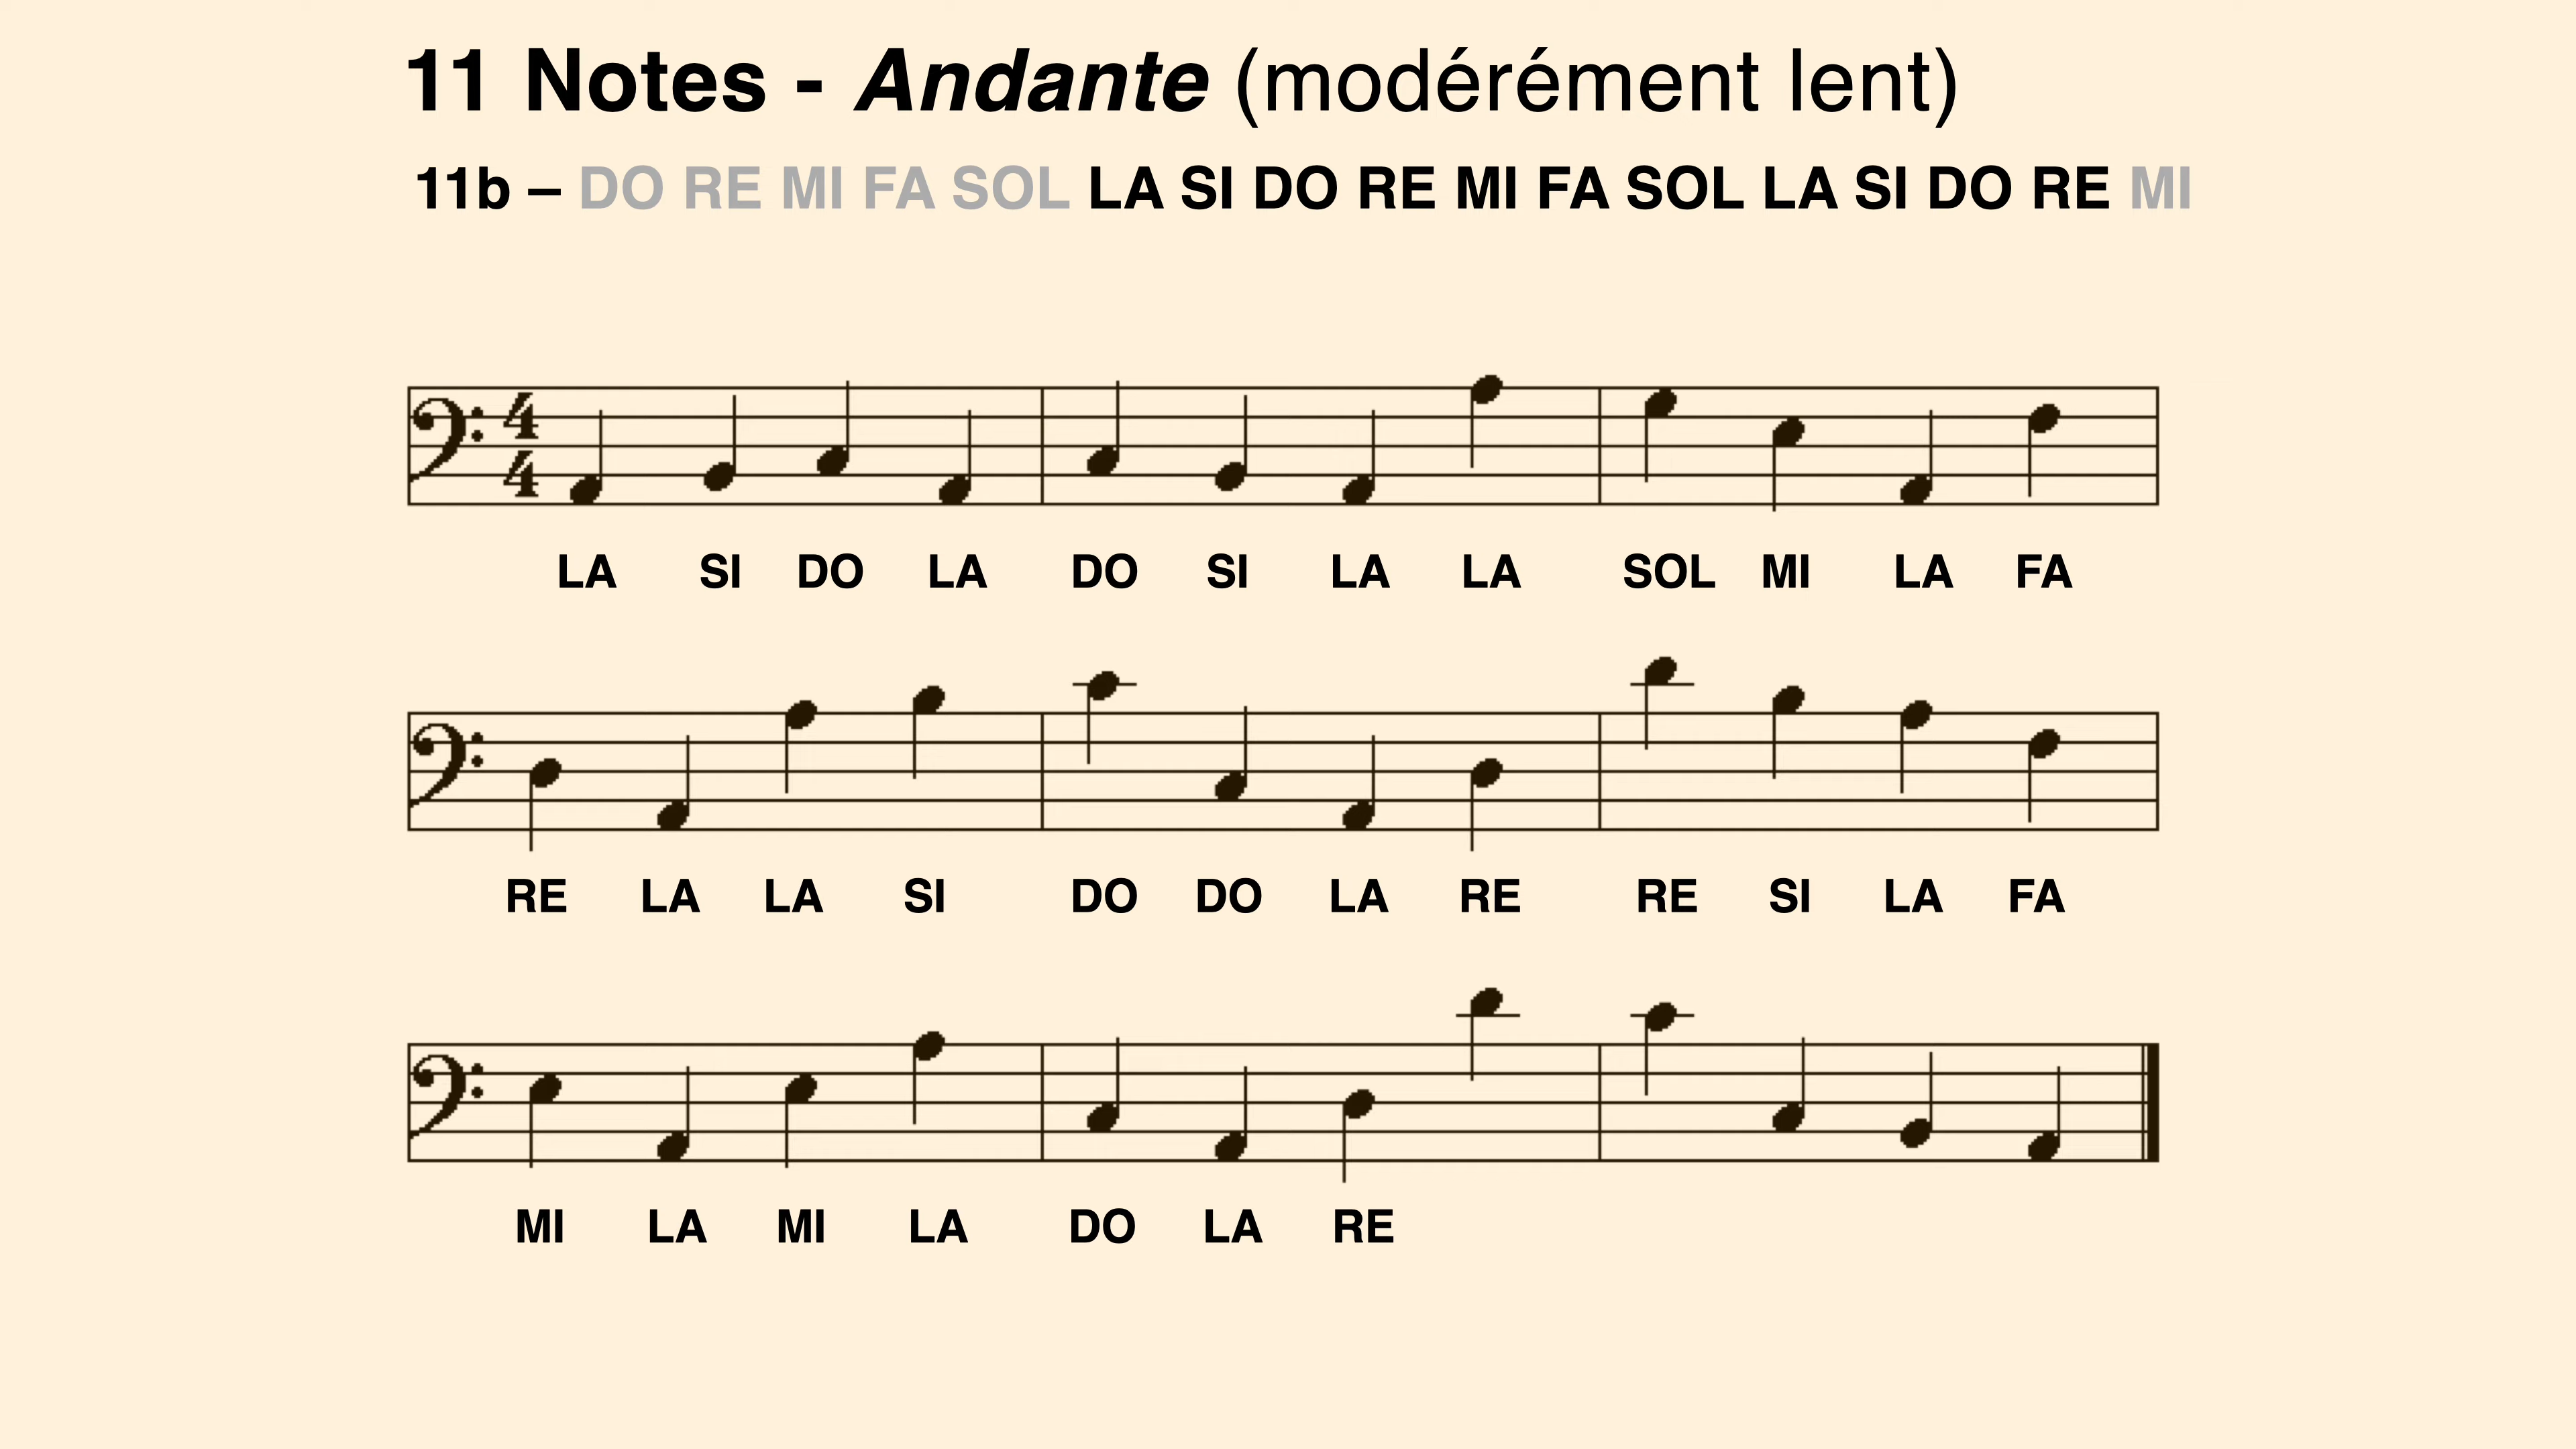 11 Notes - Andante (modérément lent)
11b – DO RE MI FA SOL LA SI DO RE MI FA SOL LA SI DO RE MI
4
4
LA SI DO LA DO SI LA LA SOL MI LA FA
RE LA LA SI DO DO LA RE RE SI LA FA
MI LA MI LA DO LA RE